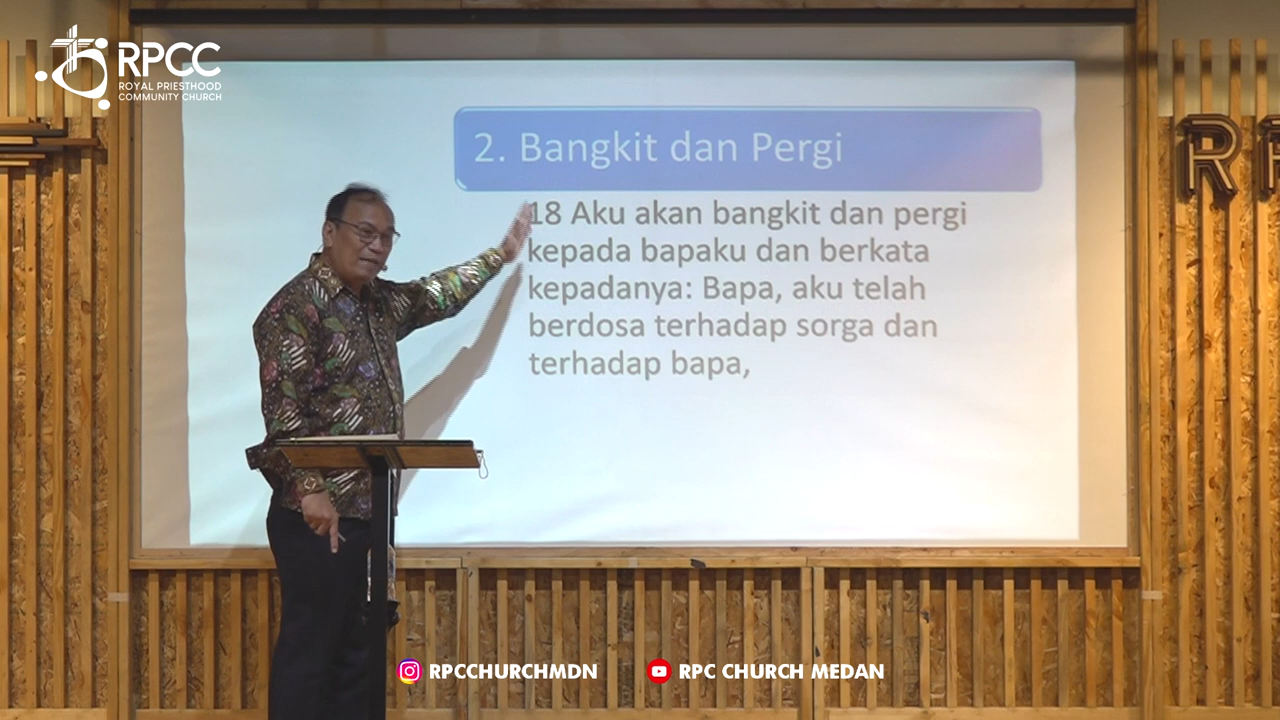 RPCC
ROYAL PRIESTHOOD
COMMUNITY CHURCH
2. Bangkit dan Pergi
18 Aku akan bangkit dan pergi
kepada bapaku dan berkata
kepadanya: Bapa, aku telah
berdosa terhadap sorga dan
terhadap bapa,
RP
RPCCHURCHMDN
RPC CHURCH MEDAN